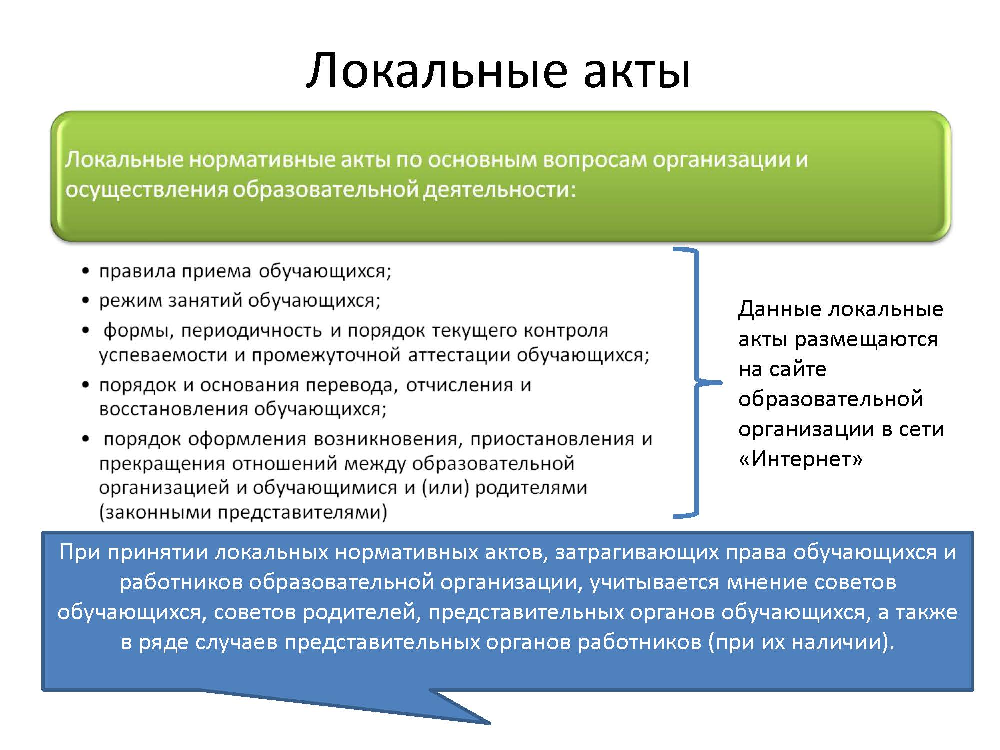 Локальные акты
Локальные нормативные акты по основным вопросам организации и
осуществления образовательной деятельности:
• правила приема обучающихся;
• режим занятий обучающихся;
• формы, периодичность и порядок текущего контроля
успеваемости и промежуточной аттестации обучающихся;
• порядок и основания перевода, отчисления и
восстановления обучающихся;
• порядок оформления возникновения, приостановления и
прекращения отношений между образовательной
организацией и обучающимися и (или) родителями
(законными представителями)
Данные локальные
акты размещаются
на сайте
образовательной
организации в сети
«Интернет»
При принятии локальных нормативных актов, затрагивающих права обучающихся и
работников образовательной организации, учитывается мнение советов
обучающихся, советов родителей, представительных органов обучающихся, а также
в ряде случаев представительных органов работников (при их наличии).